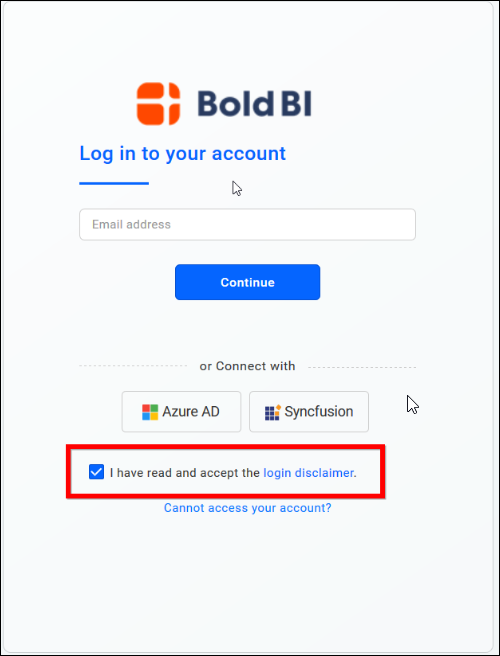 Bold BI
Log in to your account
Email address
Continue
or Connect with
Azure AD
Syncfusion
I have read and accept the login disclaimer.
Cannot access your account?